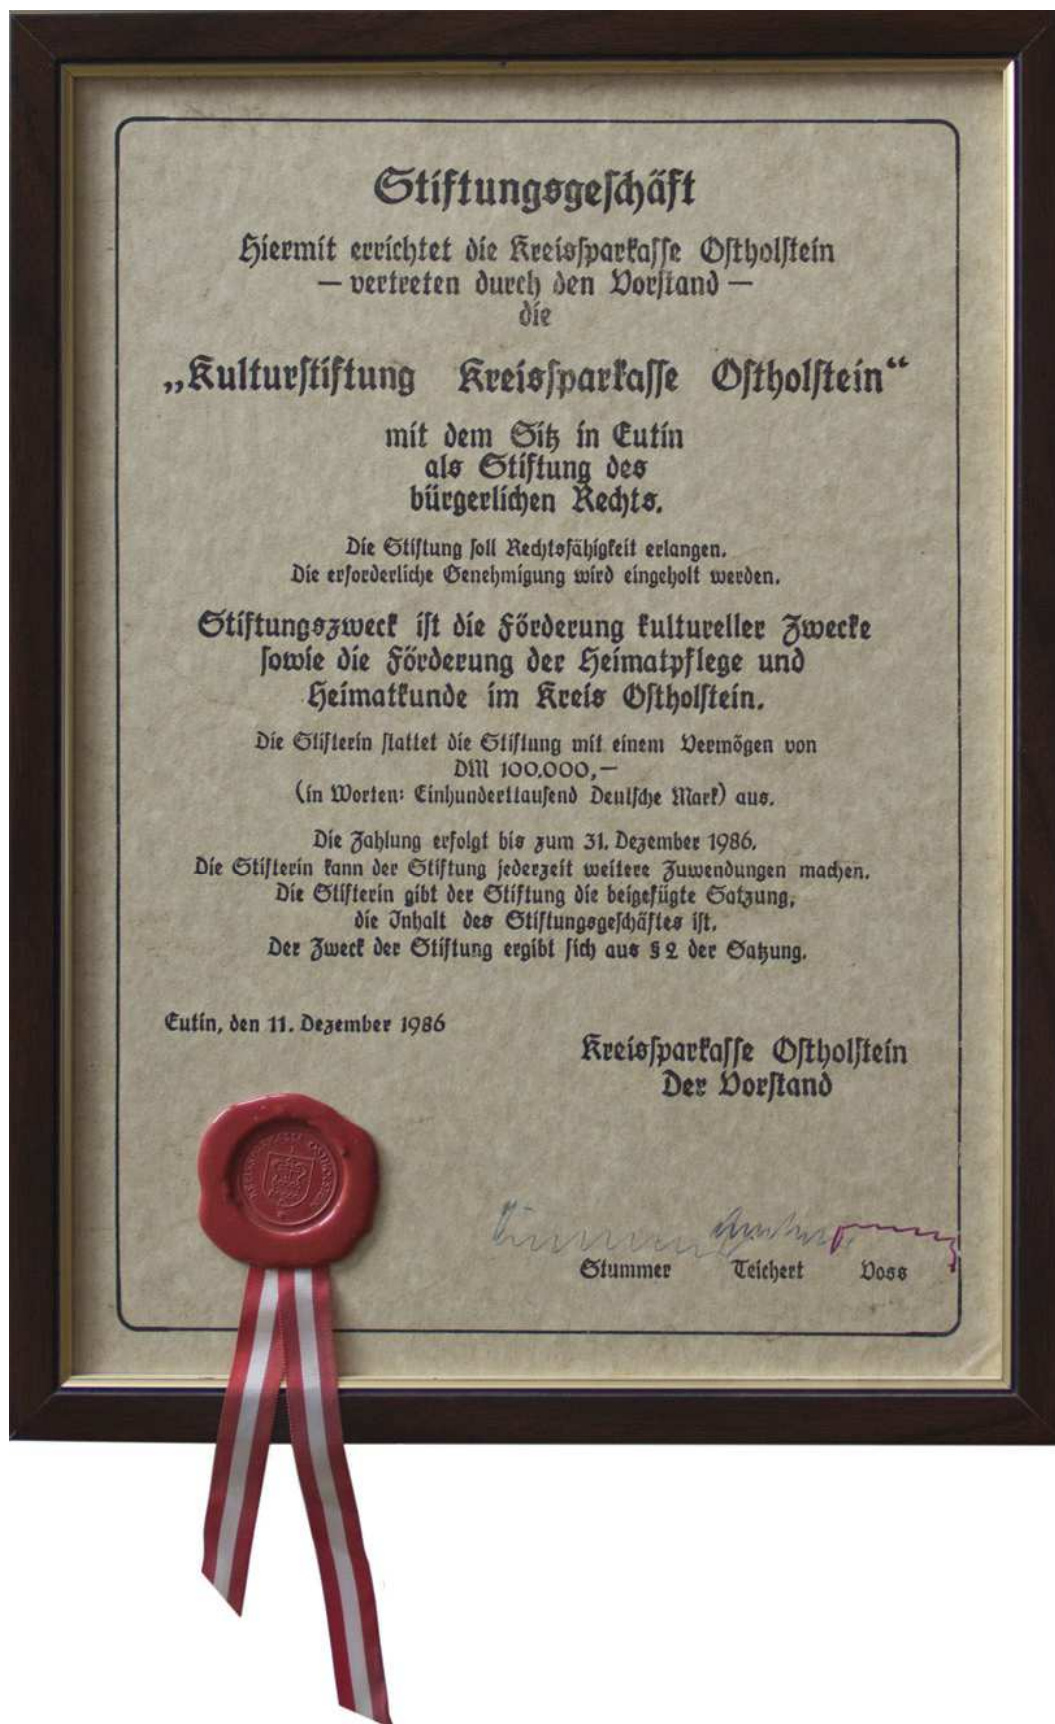 Stiftungsgeschäft
Hiermit errichtet die Kreissparkasse Ostholstein
— vertreten durch den Vorstand —
die
„Kulturstiftung Kreissparkasse Ostholstein“
mit dem Sitz in Eutin
als Stiftung des
bürgerlichen Rechts.
Die Stiftung soll Rechtsfähigkeit erlangen.
Die erforderliche Genehmigung wird eingeholt werden.
Stiftungszweck ist die Förderung kultureller Zwecke
sowie die Förderung der Heimatpflege und
Heimatkunde im Kreis Ostholstein.
Die Stifterin stattet die Stiftung mit einem Vermögen von
DM 100.000,—
(in Worten: Einhunderttausend Deutsche Mark) aus.
Die Zahlung erfolgt bis zum 31. Dezember 1986.
Die Stifterin kann der Stiftung jederzeit weitere Zuwendungen machen.
Die Stifterin gibt der Stiftung die beigefügte Satzung,
die Inhalt des Stiftungsgeschäftes ist.
Der Zweck der Stiftung ergibt sich aus § 2 der Satzung.
Eutin, den 11. Dezember 1986
Kreissparkasse Ostholstein
Der Vorstand
KREISSPARKASSE OSTHOLSTEIN
Stummer Teichert Voss